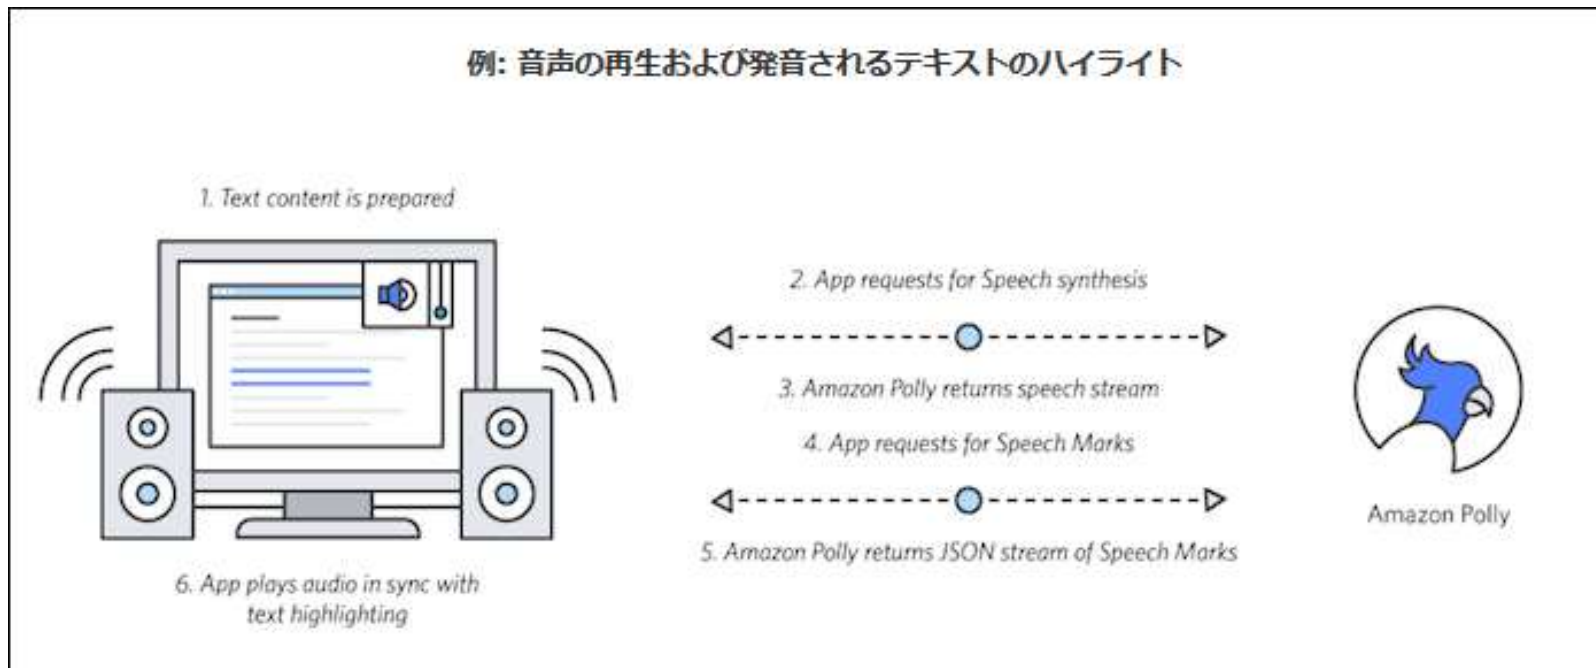 例: 音声の再生および発音されるテキストのハイライト
1. Text content is prepared
2. App requests for Speech synthesis
3. Amazon Polly returns speech stream
4. App requests for Speech Marks
5. Amazon Polly returns JSON stream of Speech Marks
Amazon Polly
6. App plays audio in sync with
text highlighting